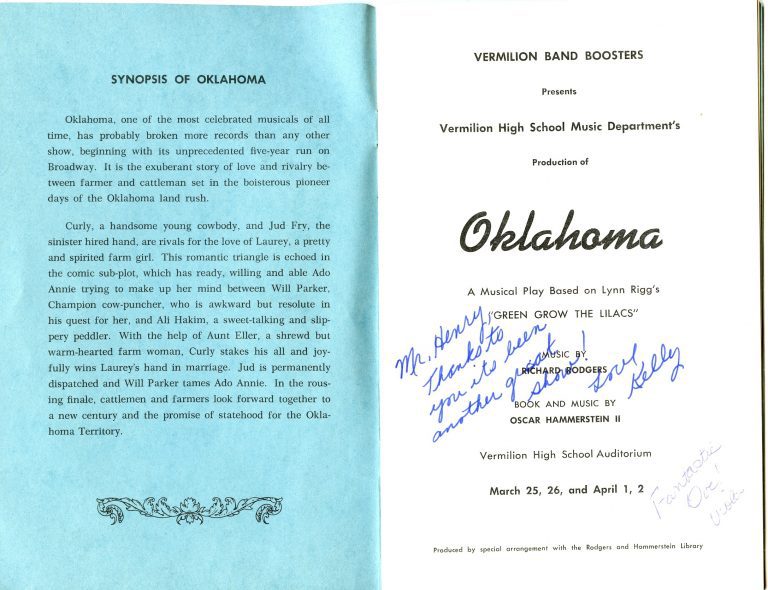 SYNOPSIS OF OKLAHOMA
Oklahoma, one of the most celebrated musicals of all
time, has probably broken more records than any other
show, beginning with its unprecedented five-year run on
Broadway. It is the exuberant story of love and rivalry be-
tween farmer and cattleman set in the boisterous pioneer
days of the Oklahoma land rush.
Curly, a handsome young cowbody, and Jud Fry, the
sinister hired hand, are rivals for the love of Laurey, a pretty
and spirited farm girl. This romantic triangle is echoed in
the comic sub-plot, which has ready, willing and able Ado
Annie trying to make up her mind between Will Parker,
Champion cow-puncher, who is awkward but resolute in
his quest for her, and Ali Hakim, a sweet-talking and slip-
pery peddler. With the help of Aunt Eller, a shrewd but
warm-hearted farm woman, Curly stakes his all and joy-
fully wins Laurey's hand in marriage. Jud is permanently
dispatched and Will Parker tames Ado Annie. In the rous-
ing finale, cattlemen and farmers look forward together to
a new century and the promise of statehood for the Okla-
homa Territory.
VERMILION BAND BOOSTERS
Presents
Vermilion High School Music Department's
Production of
Oklahoma
A Musical Play Based on Lynn Rigg's
"GREEN GROW THE LILACS"
MUSIC BY
RICHARD RODGERS
BOOK AND MUSIC BY
OSCAR HAMMERSTEIN II
Mr. Henry,
Thanks to
you its been
another great
show!
Love
Kelly
Vermilion High School Auditorium
March 25, 26, and April 1, 2
Fantastic
Produced by special arrangement with the Rodgers and Hammerstein Library